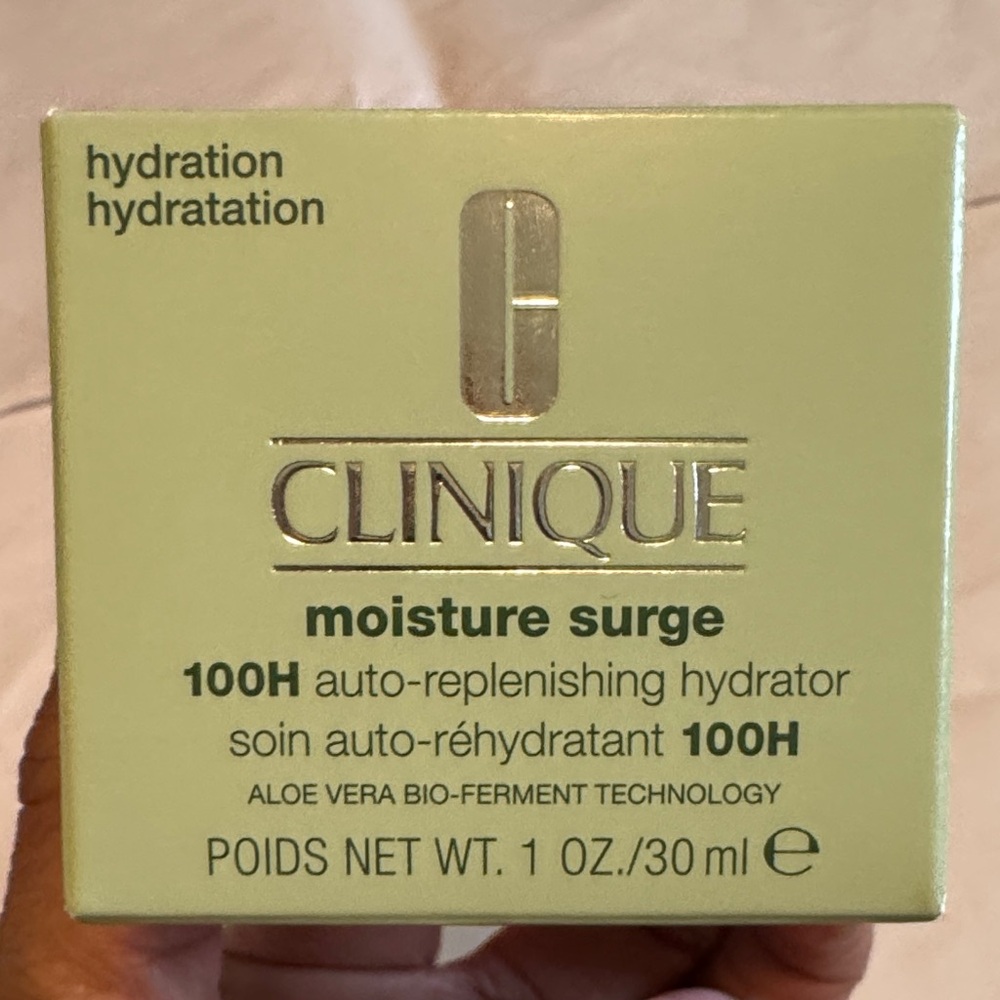 hydration
hydratation
C
CLINIQUE
moisture surge
100H auto-replenishing hydrator
soin auto-réhydratant 100H
ALOE VERA BIO-FERMENT TECHNOLOGY
POIDS NET WT. 1 OZ./30 ml ℮